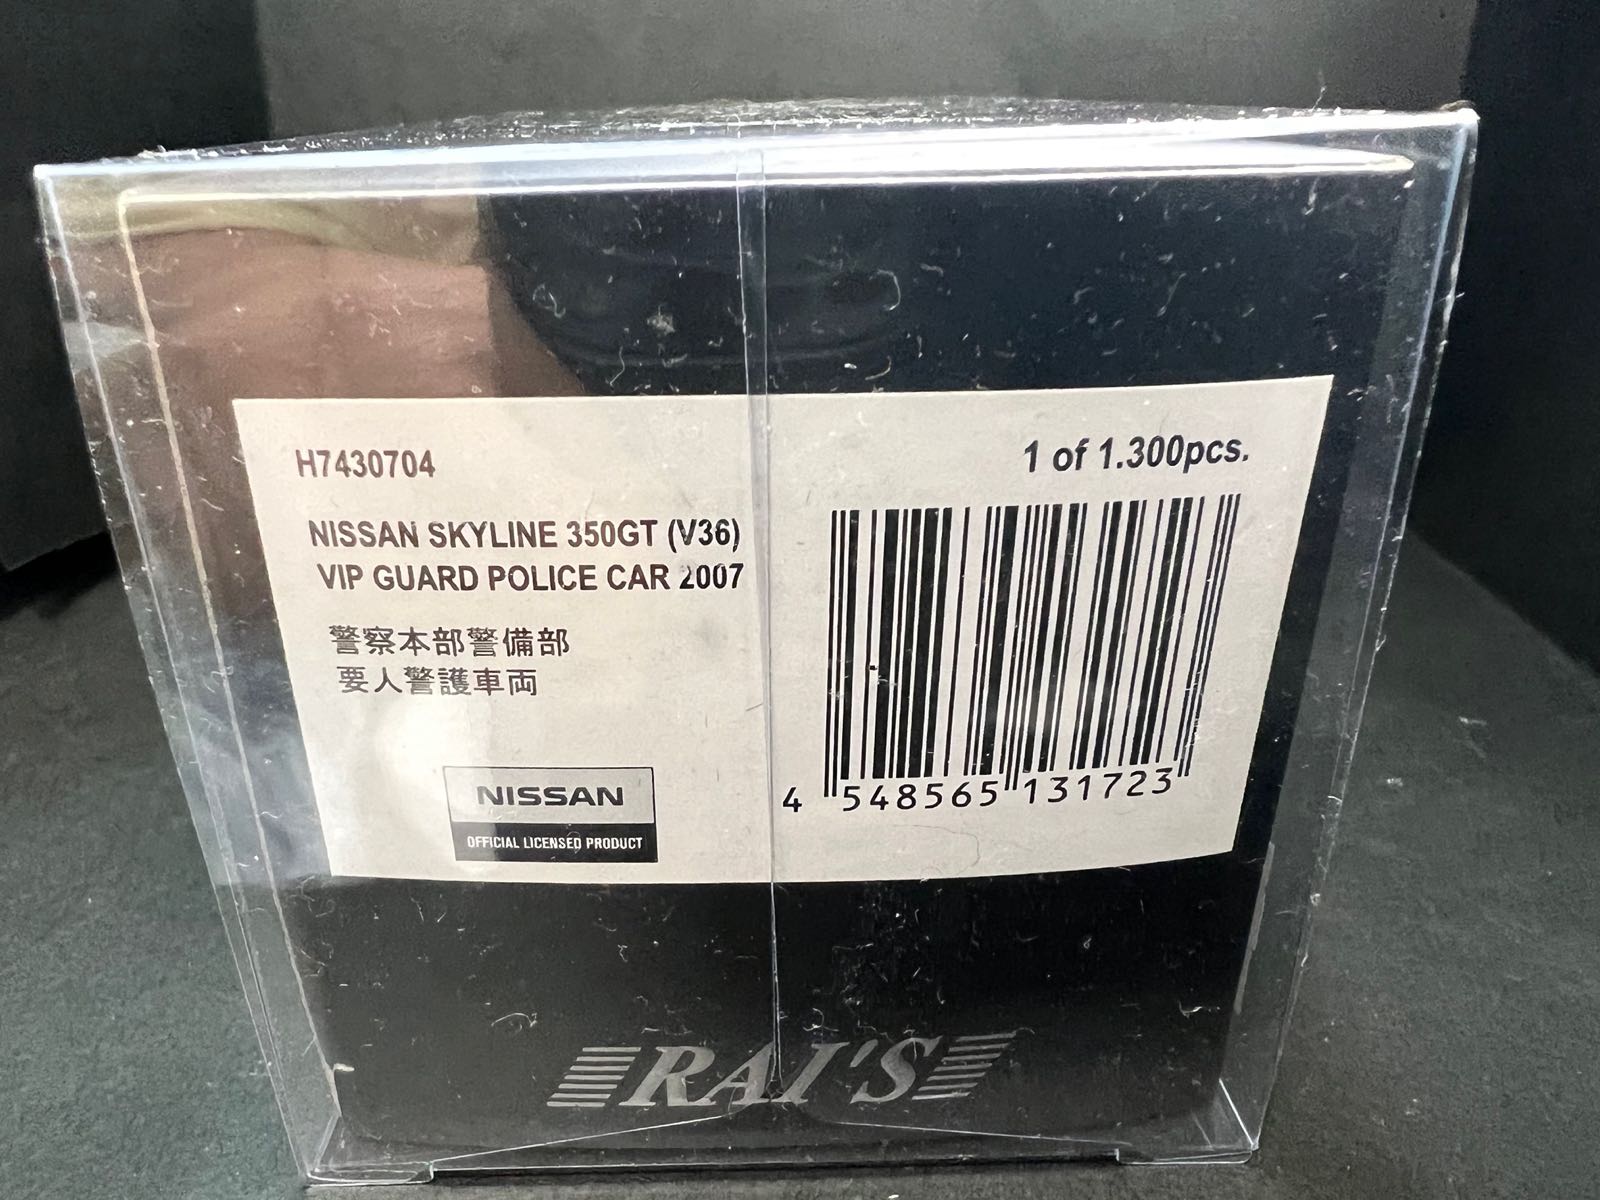 H7430704
1 of 1.300pcs.
NISSAN SKYLINE 350GT (V36)
VIP GUARD POLICE CAR 2007
警察本部警備部
要人警護車両
NISSAN
OFFICIAL LICENSED PRODUCT
4 548565 131723
RAI'S